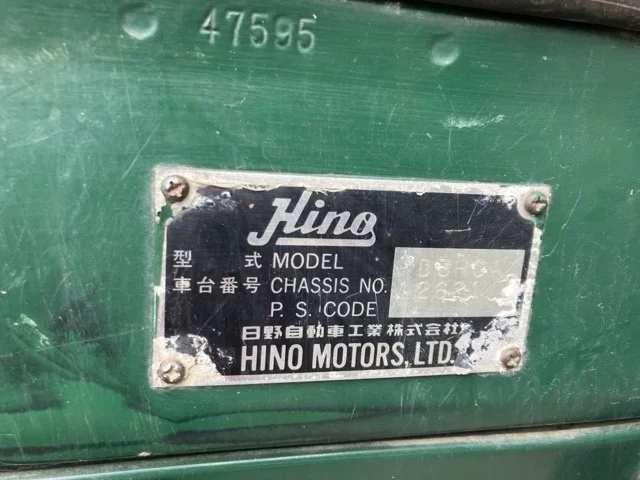 47595
Hino
型 式 MODEL
車台番号 CHASSIS NO.
P. S. CODE
日野自動車工業株式会社
HINO MOTORS, LTD.